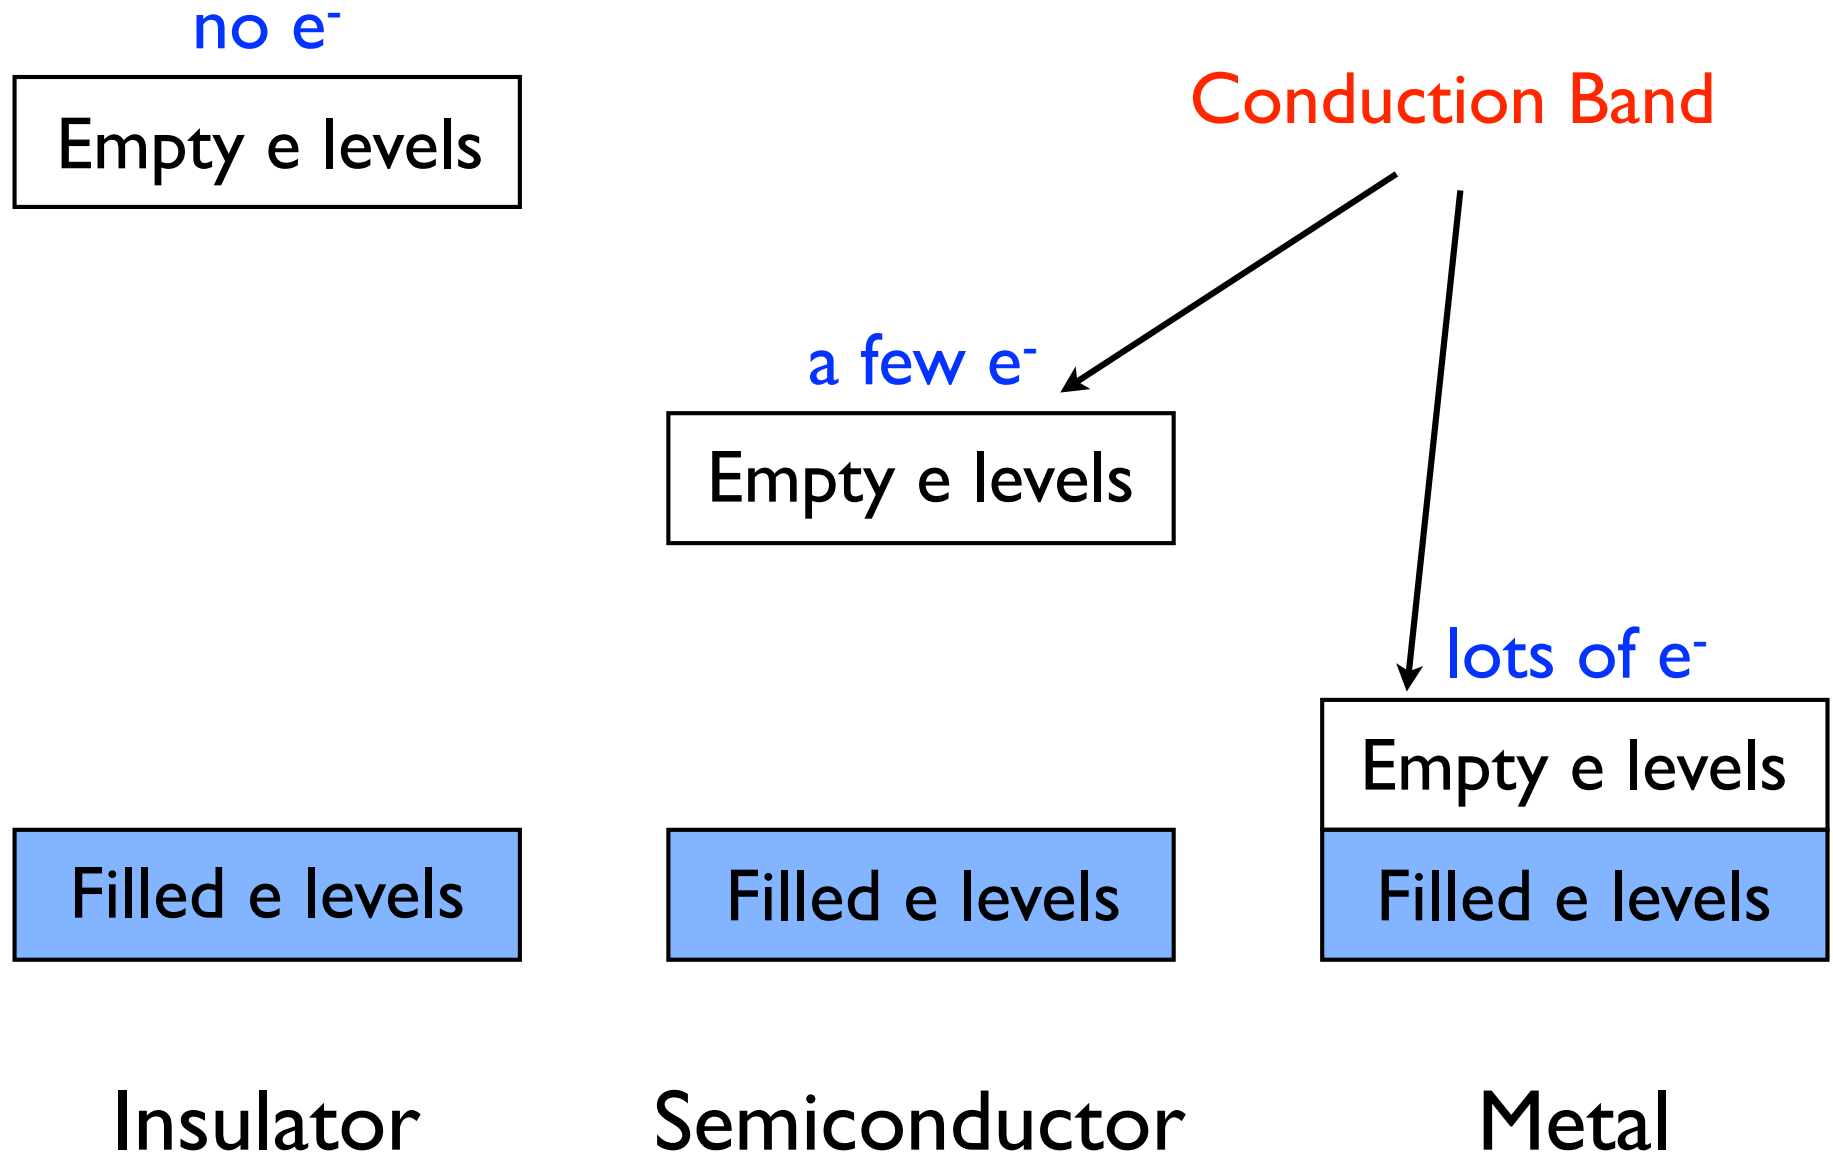 no e-
Empty e levels
Conduction Band
a few e-
Empty e levels
lots of e-
Empty e levels
Filled e levels
Filled e levels
Filled e levels
Insulator
Semiconductor
Metal